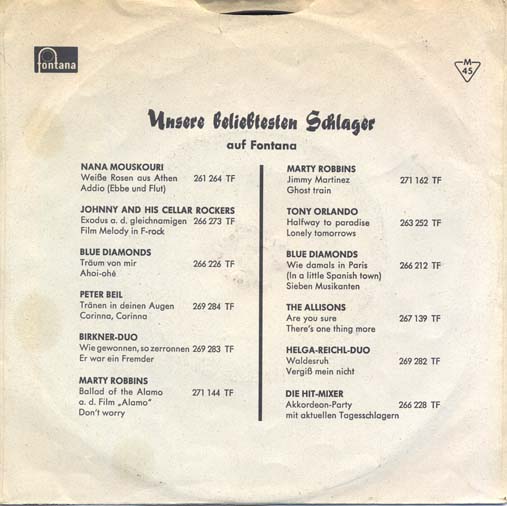 fontana
M
45
Unsere beliebtesten Schlager
auf Fontana
NANA MOUSKOURI
Weiße Rosen aus Athen 261 264 TF
Addio (Ebbe und Flut)
JOHNNY AND HIS CELLAR ROCKERS
Exodus a. d. gleichnamigen 266 273 TF
Film Melody in F-rock
BLUE DIAMONDS
Träum von mir 266 226 TF
Ahoi-ohé
PETER BEIL
Tränen in deinen Augen 269 284 TF
Corinna, Corinna
BIRKNER-DUO
Wie gewonnen, so zerronnen 269 283 TF
Er war ein Fremder
MARTY ROBBINS
Ballad of the Alamo 271 144 TF
a. d. Film „Alamo"
Don't worry
MARTY ROBBINS
Jimmy Martinez 271 162 TF
Ghost train
TONY ORLANDO
Halfway to paradise 263 252 TF
Lonely tomorrows
BLUE DIAMONDS
Wie damals in Paris 266 212 TF
(In a little Spanish town)
Sieben Musikanten
THE ALLISONS
Are you sure 267 139 TF
There's one thing more
HELGA-REICHL-DUO
Waldesruh 269 282 TF
Vergiß mein nicht
DIE HIT-MIXER
Akkordeon-Party 266 228 TF
mit aktuellen Tagesschlagern